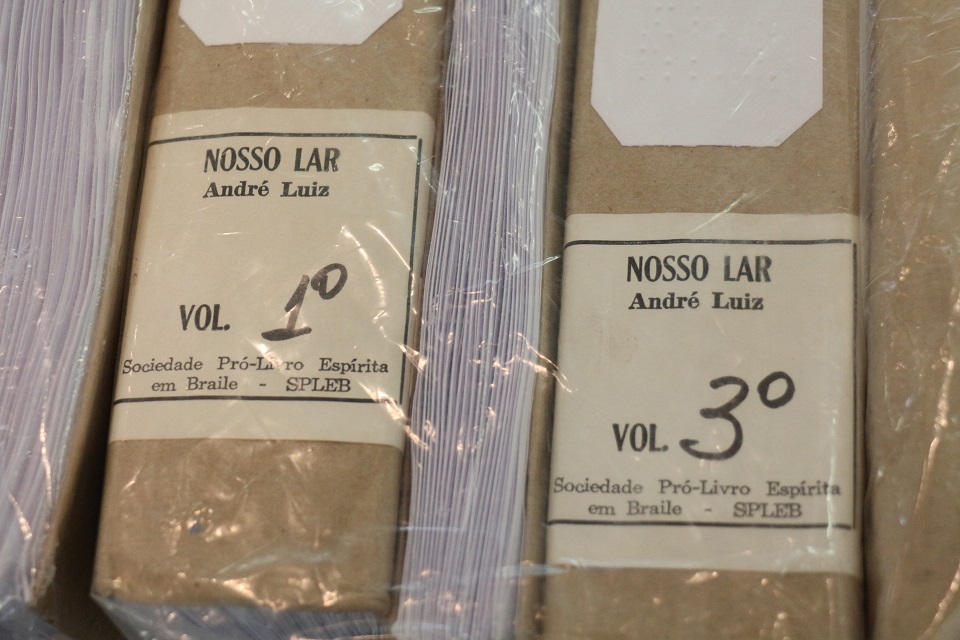 NOSSO LAR
André Luiz
VOL. 1º
Sociedade Pró-Livro Espírita
em Braile - SPLEB
NOSSO LAR
André Luiz
VOL. 3º
Sociedade Pró-Livro Espírita
em Braile - SPLEB